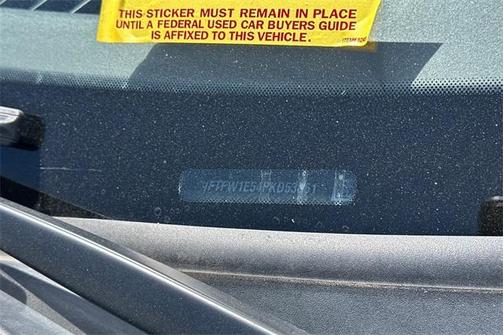 THIS STICKER MUST REMAIN IN PLACE
UNTIL A FEDERAL USED CAR BUYERS GUIDE
IS AFFIXED TO THIS VEHICLE.